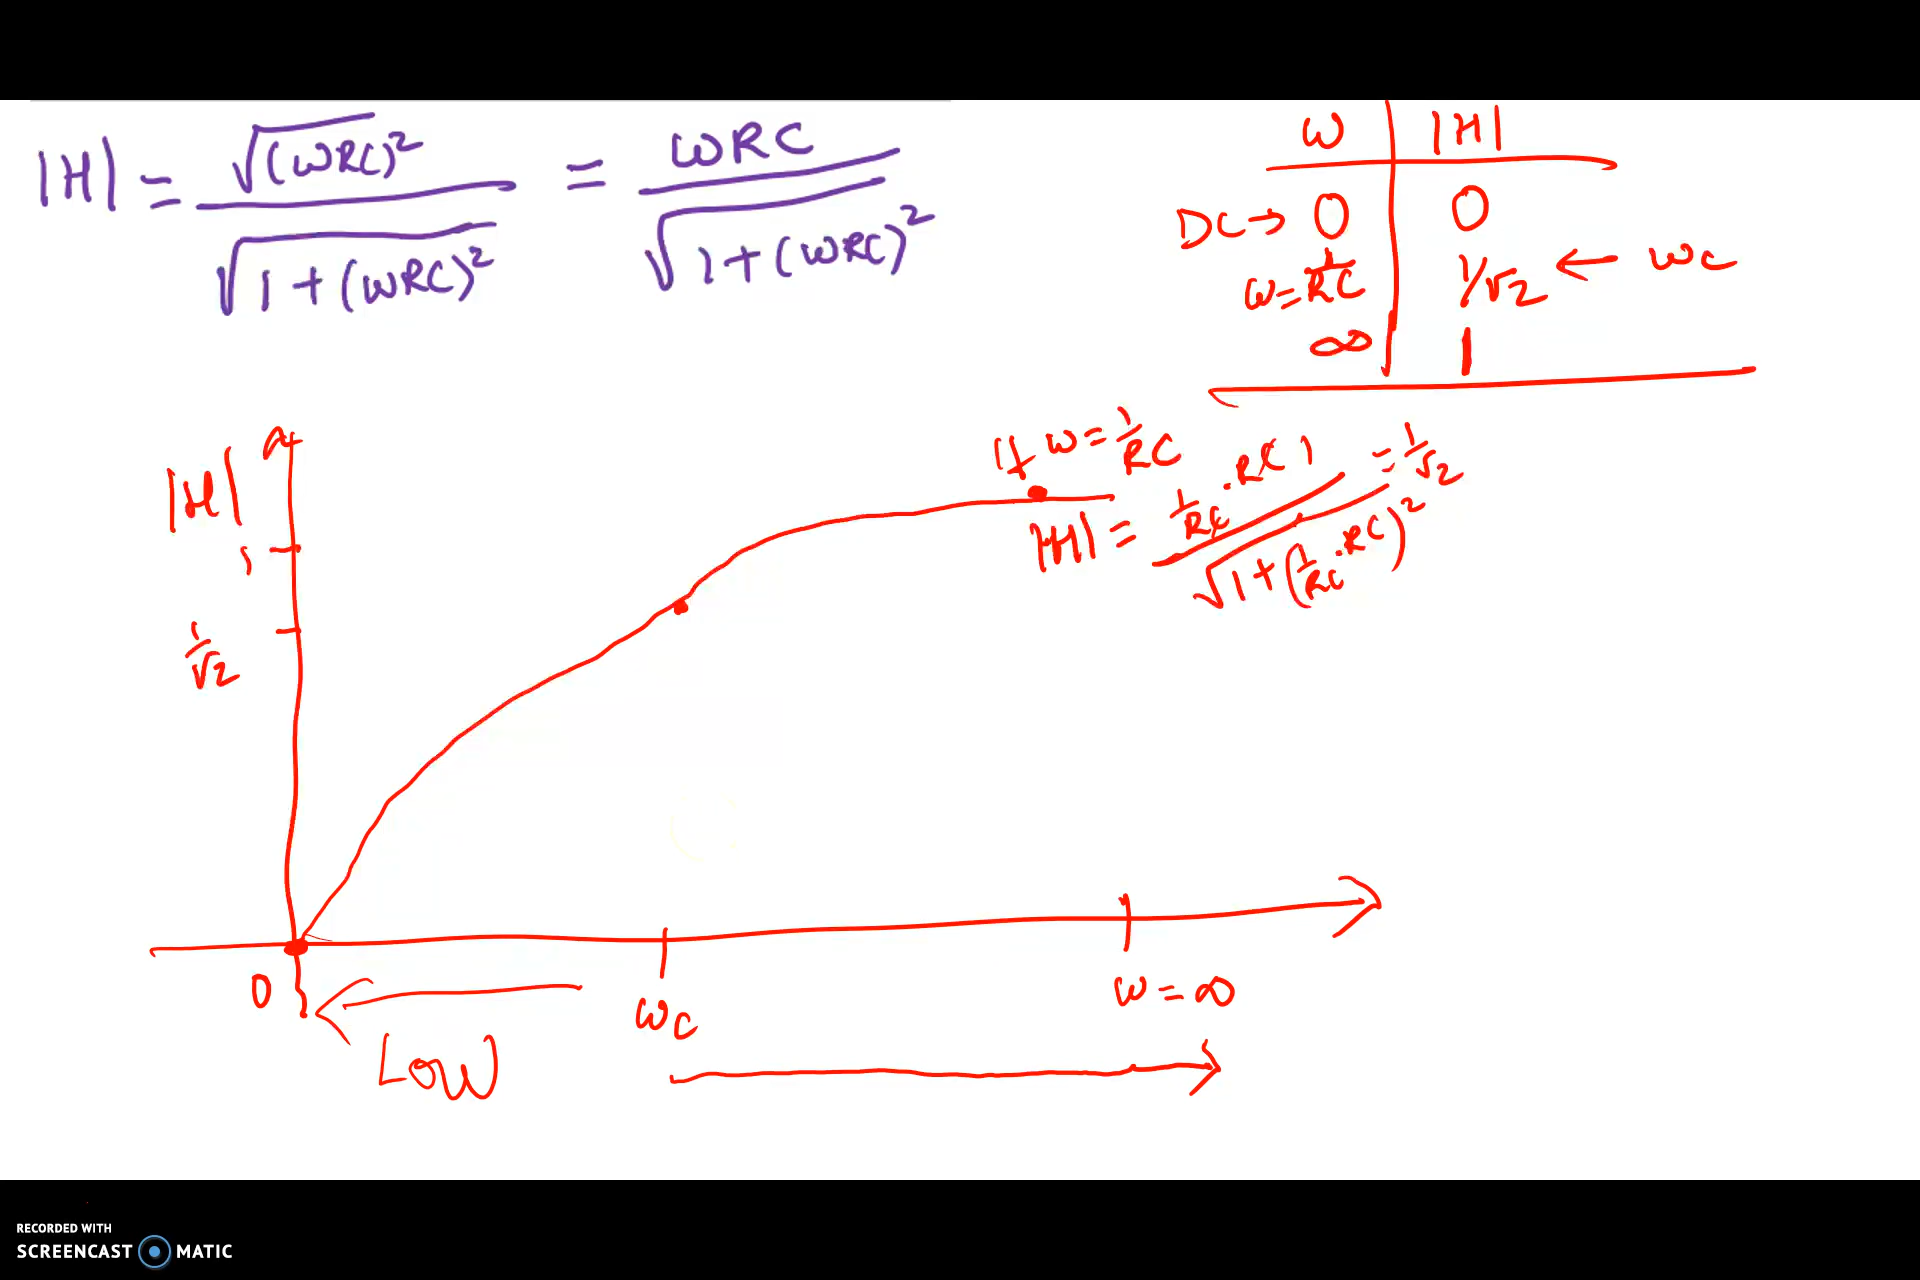 |H| = √(ωRC)² / √(1+(ωRC)²) = ωRC / √(1+(ωRC)²)
ω | |H|
DC → 0 | 0
ω = 1/RC | 1/√2 ← ωc
∞ | 1
If ω = 1/RC
|H| = (1/RC · RC) 1 / √(1+(1/RC · RC)²) = 1/√2
|H|
1
1/√2
0
ωc
ω = ∞
LOW
RECORDED WITH
SCREENCAST MATIC